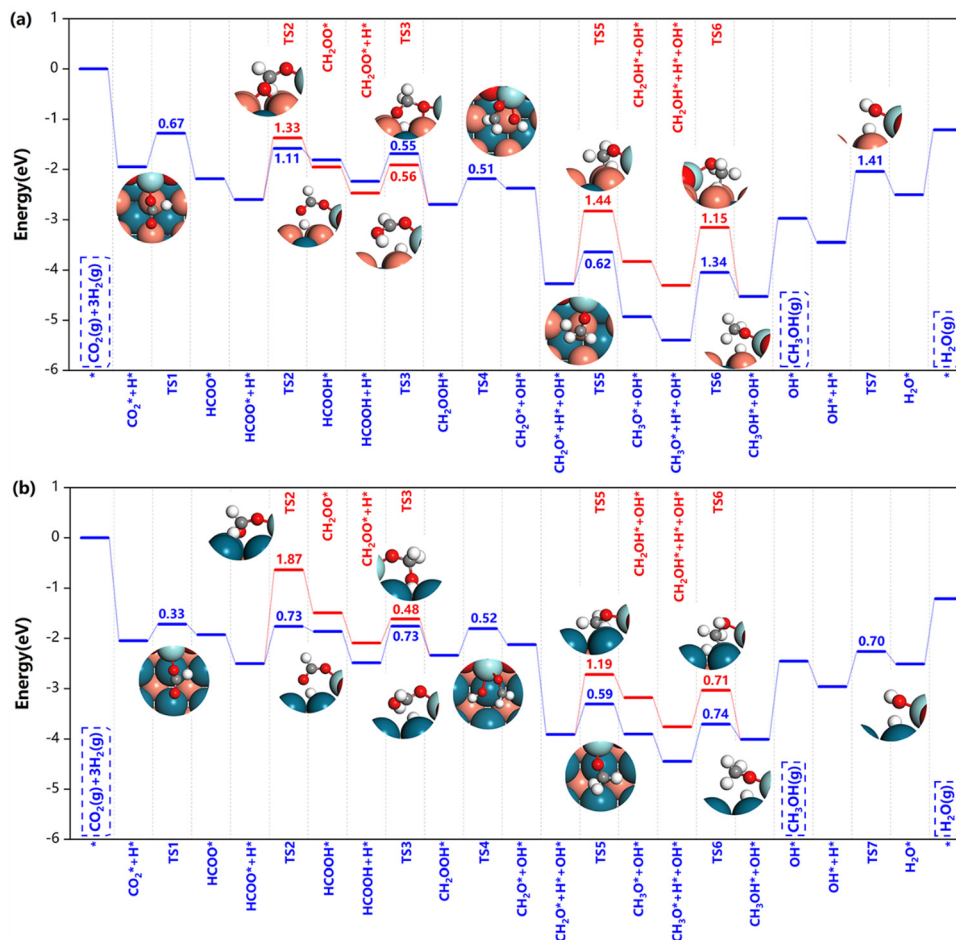 (a)
Energy(eV)
1
0
-1
-2
-3
-4
-5
-6
TS2
CH₂OO*
CH₂OO*+H*
TS3
TS5
CH₂OH*+OH*
CH₂OH*+H*+OH*
TS6
0.67
1.33
1.11
0.55
0.56
0.51
1.44
0.62
1.15
1.34
1.41
CO₂(g)+3H₂(g)
CH₃OH(g)
H₂O(g)
*
CO₂*+H*
TS1
HCOO*
HCOO*+H*
TS2
HCOOH*
HCOOH+H*
TS3
CH₂OOH*
TS4
CH₂O*+OH*
CH₂O*+H*+OH*
TS5
CH₃O*+OH*
CH₃O*+H*+OH*
TS6
CH₃OH*+OH*
OH*
OH*+H*
TS7
H₂O*
*
(b)
Energy(eV)
1
0
-1
-2
-3
-4
-5
-6
TS2
CH₂OO*
CH₂OO*+H*
TS3
TS5
CH₂OH*+OH*
CH₂OH*+H*+OH*
TS6
0.33
1.87
0.73
0.48
0.73
0.52
1.19
0.59
0.71
0.74
0.70
CO₂(g)+3H₂(g)
CH₃OH(g)
H₂O(g)
*
CO₂*+H*
TS1
HCOO*
HCOO*+H*
TS2
HCOOH*
HCOOH+H*
TS3
CH₂OOH*
TS4
CH₂O*+OH*
CH₂O*+H*+OH*
TS5
CH₃O*+OH*
CH₃O*+H*+OH*
TS6
CH₃OH*+OH*
OH*
OH*+H*
TS7
H₂O*
*